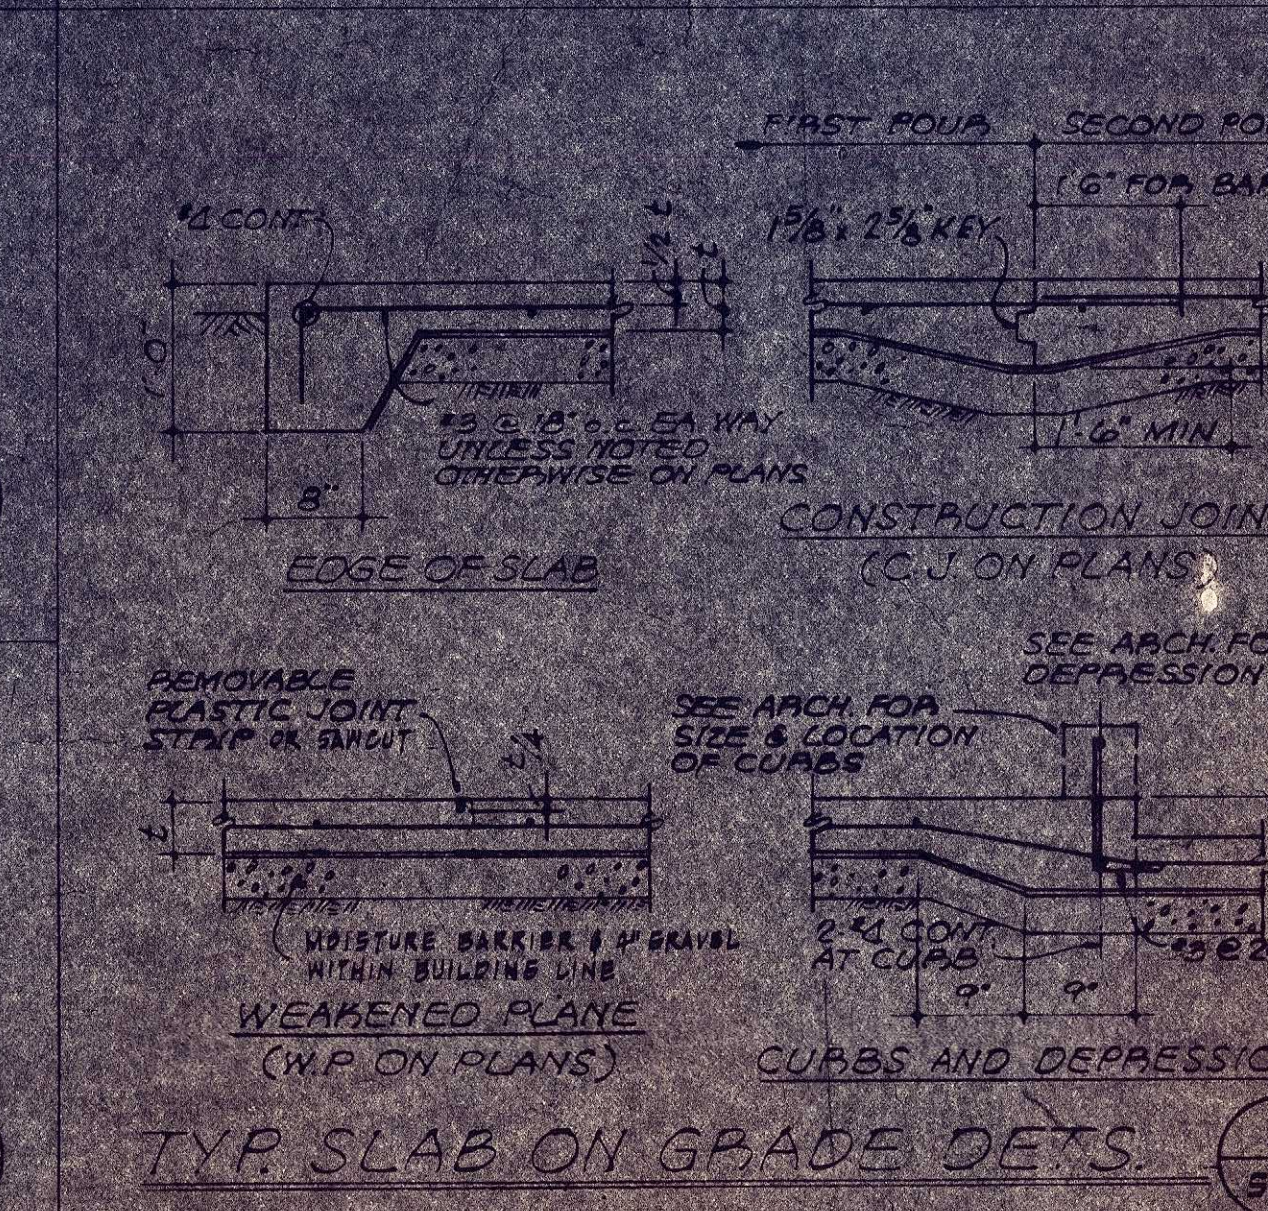 #4 CONT
1'-0"
1/2 t
t
#3 @ 18" o.c. EA WAY
UNLESS NOTED
OTHERWISE ON PLANS
8"
EDGE OF SLAB
FIRST POUR
SECOND PO
1'6" FOR BAR
1 5/8" x 2 5/8" KEY
1'-6" MIN
CONSTRUCTION JOIN
(C.J. ON PLANS)
REMOVABLE
PLASTIC JOINT
STRIP OR SAWCUT
t/4
t
MOISTURE BARRIER & 4" GRAVEL
WITHIN BUILDING LINE
WEAKENED PLANE
(W.P. ON PLANS)
SEE ARCH. FO
DEPRESSION
SEE ARCH. FOR
SIZE & LOCATION
OF CURBS
2-#4 CONT.
AT CURB
#3 @ 2
9"
9"
CURBS AND DEPRESSIO
TYP. SLAB ON GRADE DETS.
S